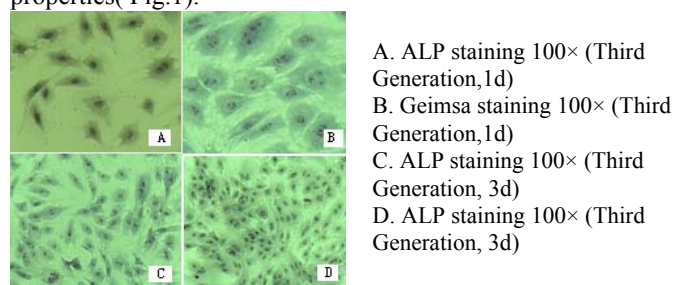 properties( Fig.1).
A
B
C
D
A. ALP staining 100× (Third
Generation,1d)
B. Geimsa staining 100× (Third
Generation,1d)
C. ALP staining 100× (Third
Generation, 3d)
D. ALP staining 100× (Third
Generation, 3d)